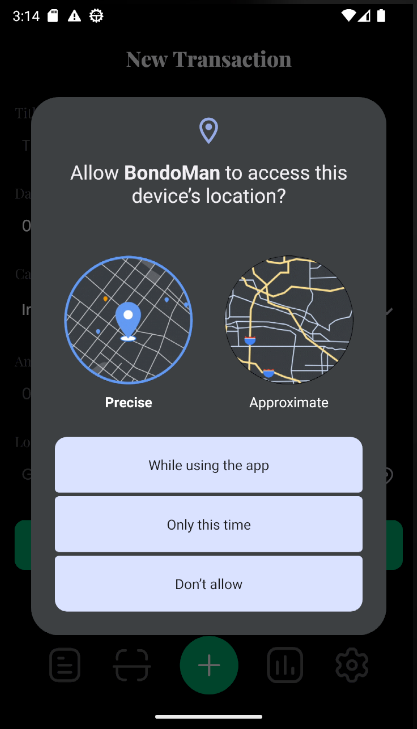 3:14
New Transaction
Allow BondoMan to access this
device's location?
Precise
Approximate
While using the app
Only this time
Don't allow